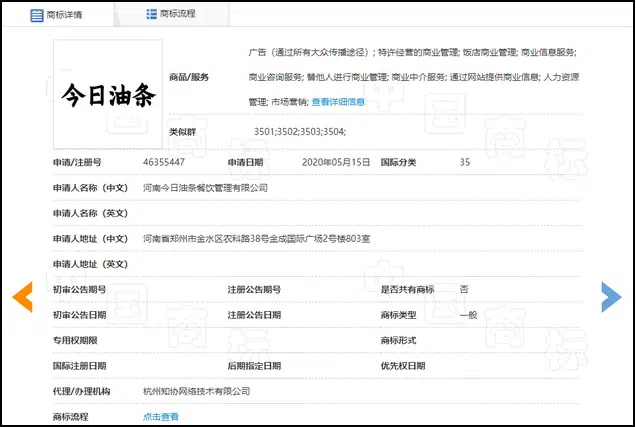 商标详情
商标流程
今日油条
商品/服务
广告（通过所有大众传播途径）; 特许经营的商业管理; 饭店商业管理; 商业信息服务;
商业咨询服务; 替他人进行商业管理; 商业中介服务; 通过网站提供商业信息; 人力资源
管理; 市场营销; 查看详细信息
类似群 3501;3502;3503;3504;
申请/注册号 46355447 申请日期 2020年05月15日 国际分类 35
申请人名称（中文） 河南今日油条餐饮管理有限公司
申请人名称（英文）
申请人地址（中文） 河南省郑州市金水区农科路38号金成国际广场2号楼803室
申请人地址（英文）
初审公告期号 注册公告期号 是否共有商标 否
初审公告日期 注册公告日期 商标类型 一般
专用权期限 商标形式
国际注册日期 后期指定日期 优先权日期
代理/办理机构 杭州知协网络技术有限公司
商标流程 点击查看
中国商标
中国商标